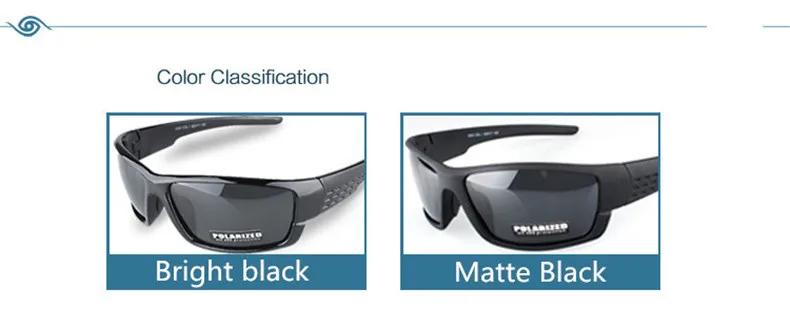 Color Classification
POLARIZED
Bright black
POLARIZED
Matte Black